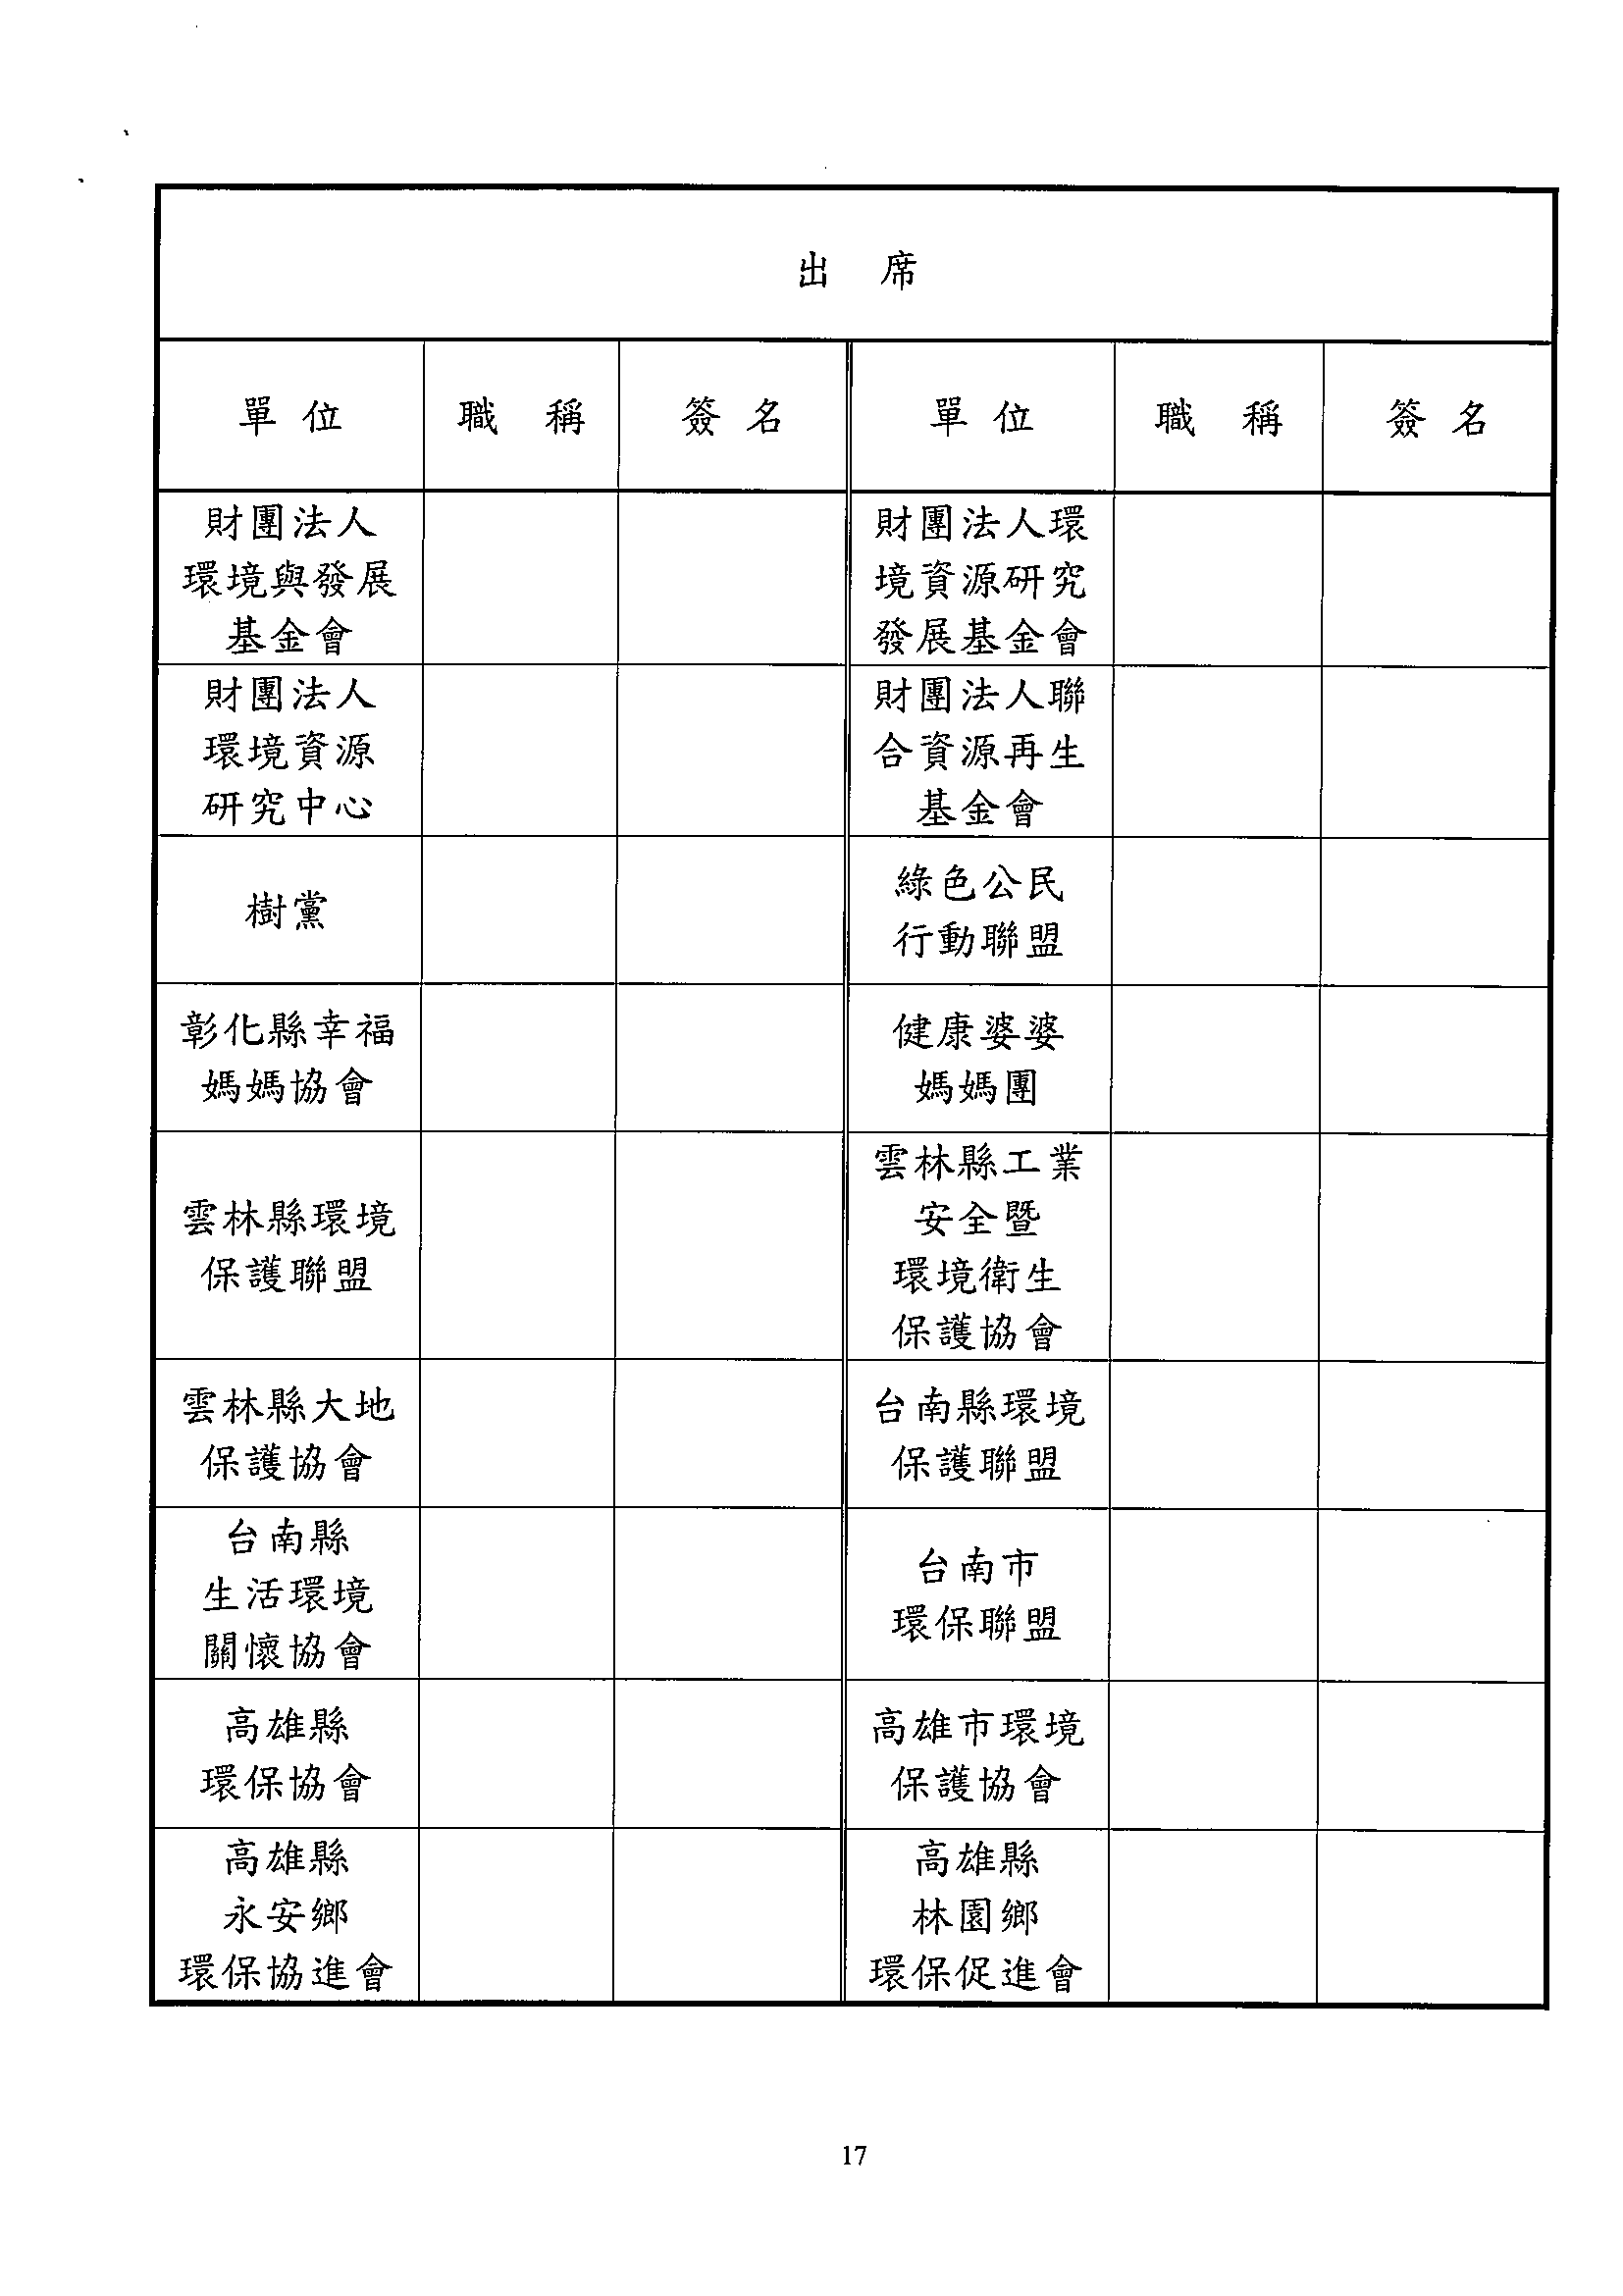 出 席
單位 職稱 簽名 單位 職稱 簽名
財團法人
環境與發展
基金會
財團法人環
境資源研究
發展基金會
財團法人
環境資源
研究中心
財團法人聯
合資源再生
基金會
樹黨
綠色公民
行動聯盟
彰化縣幸福
媽媽協會
健康婆婆
媽媽團
雲林縣環境
保護聯盟
雲林縣工業
安全暨
環境衛生
保護協會
雲林縣大地
保護協會
台南縣環境
保護聯盟
台南縣
生活環境
關懷協會
台南市
環保聯盟
高雄縣
環保協會
高雄市環境
保護協會
高雄縣
永安鄉
環保協進會
高雄縣
林園鄉
環保促進會
17